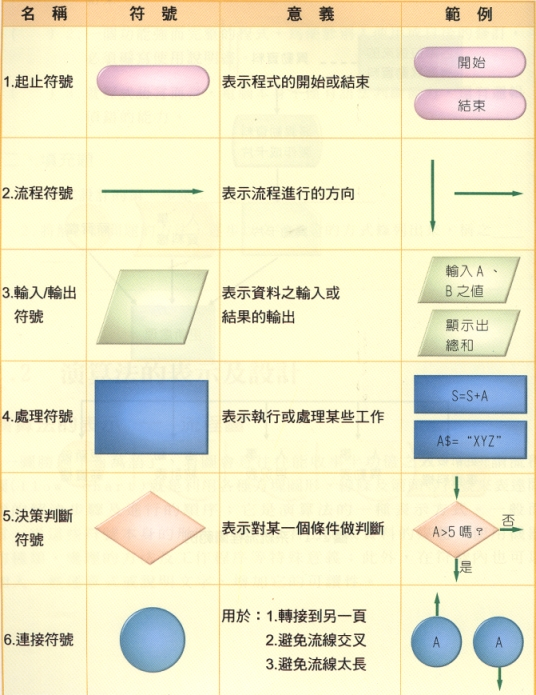 名稱 符號 意義 範例
1.起止符號 表示程式的開始或結束 開始
結束
2.流程符號 表示流程進行的方向
3.輸入/輸出
符號
表示資料之輸入或
結果的輸出
輸入 A 、
B 之值
顯示出
總和
4.處理符號 表示執行或處理某些工作
S=S+A
A$= “XYZ”
5.決策判斷
符號
表示對某一個條件做判斷
A>5 嗎?
否
是
6.連接符號
用於:1.轉接到另一頁
2.避免流線交叉
3.避免流線太長
A A